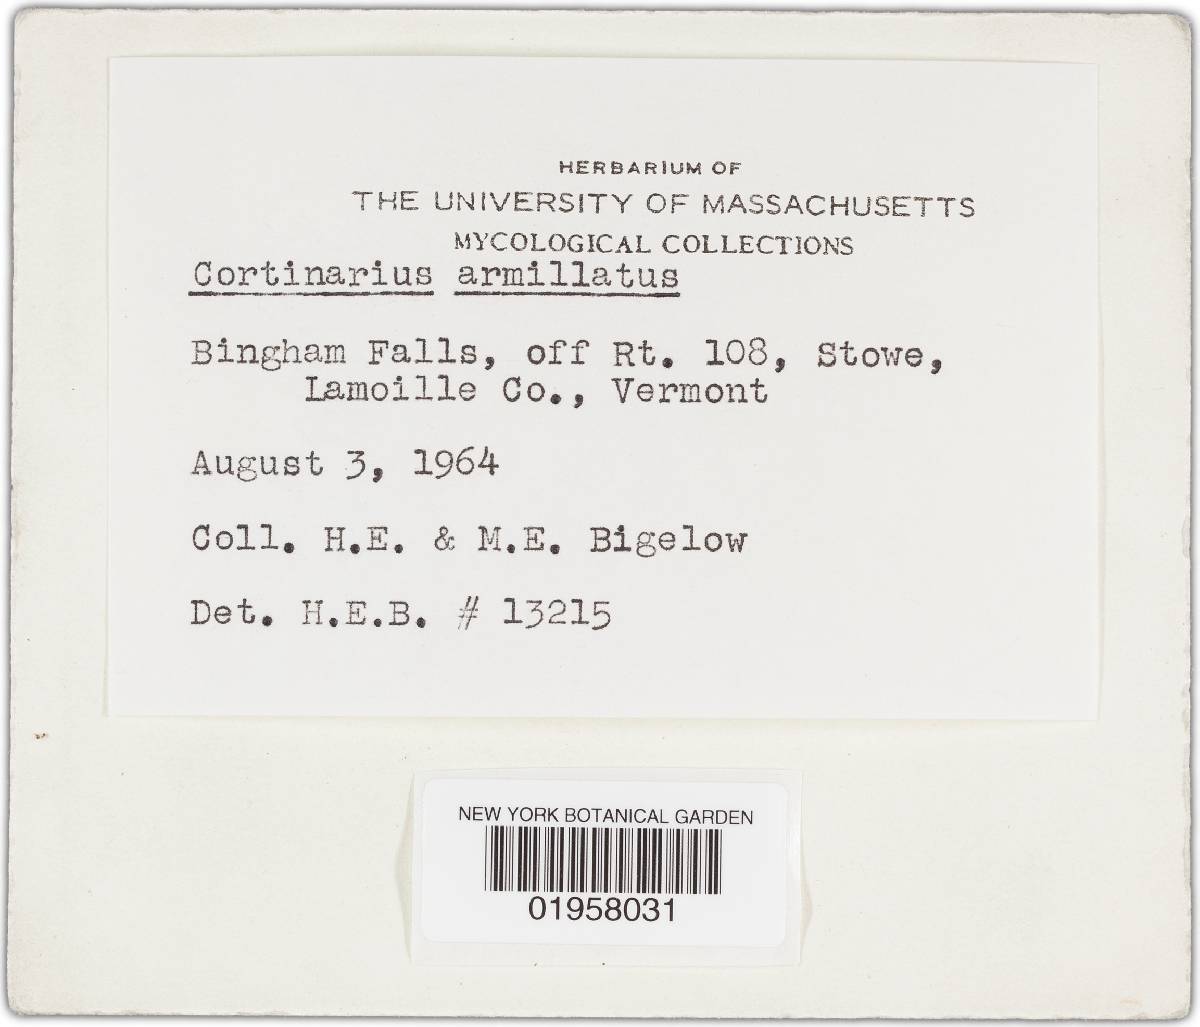 HERBARIUM OF
THE UNIVERSITY OF MASSACHUSETTS
MYCOLOGICAL COLLECTIONS
Cortinarius armillatus
Bingham Falls, off Rt. 108, Stowe,
Lamoille Co., Vermont
August 3, 1964
Coll. H.E. & M.E. Bigelow
Det. H.E.B. # 13215
NEW YORK BOTANICAL GARDEN
01958031